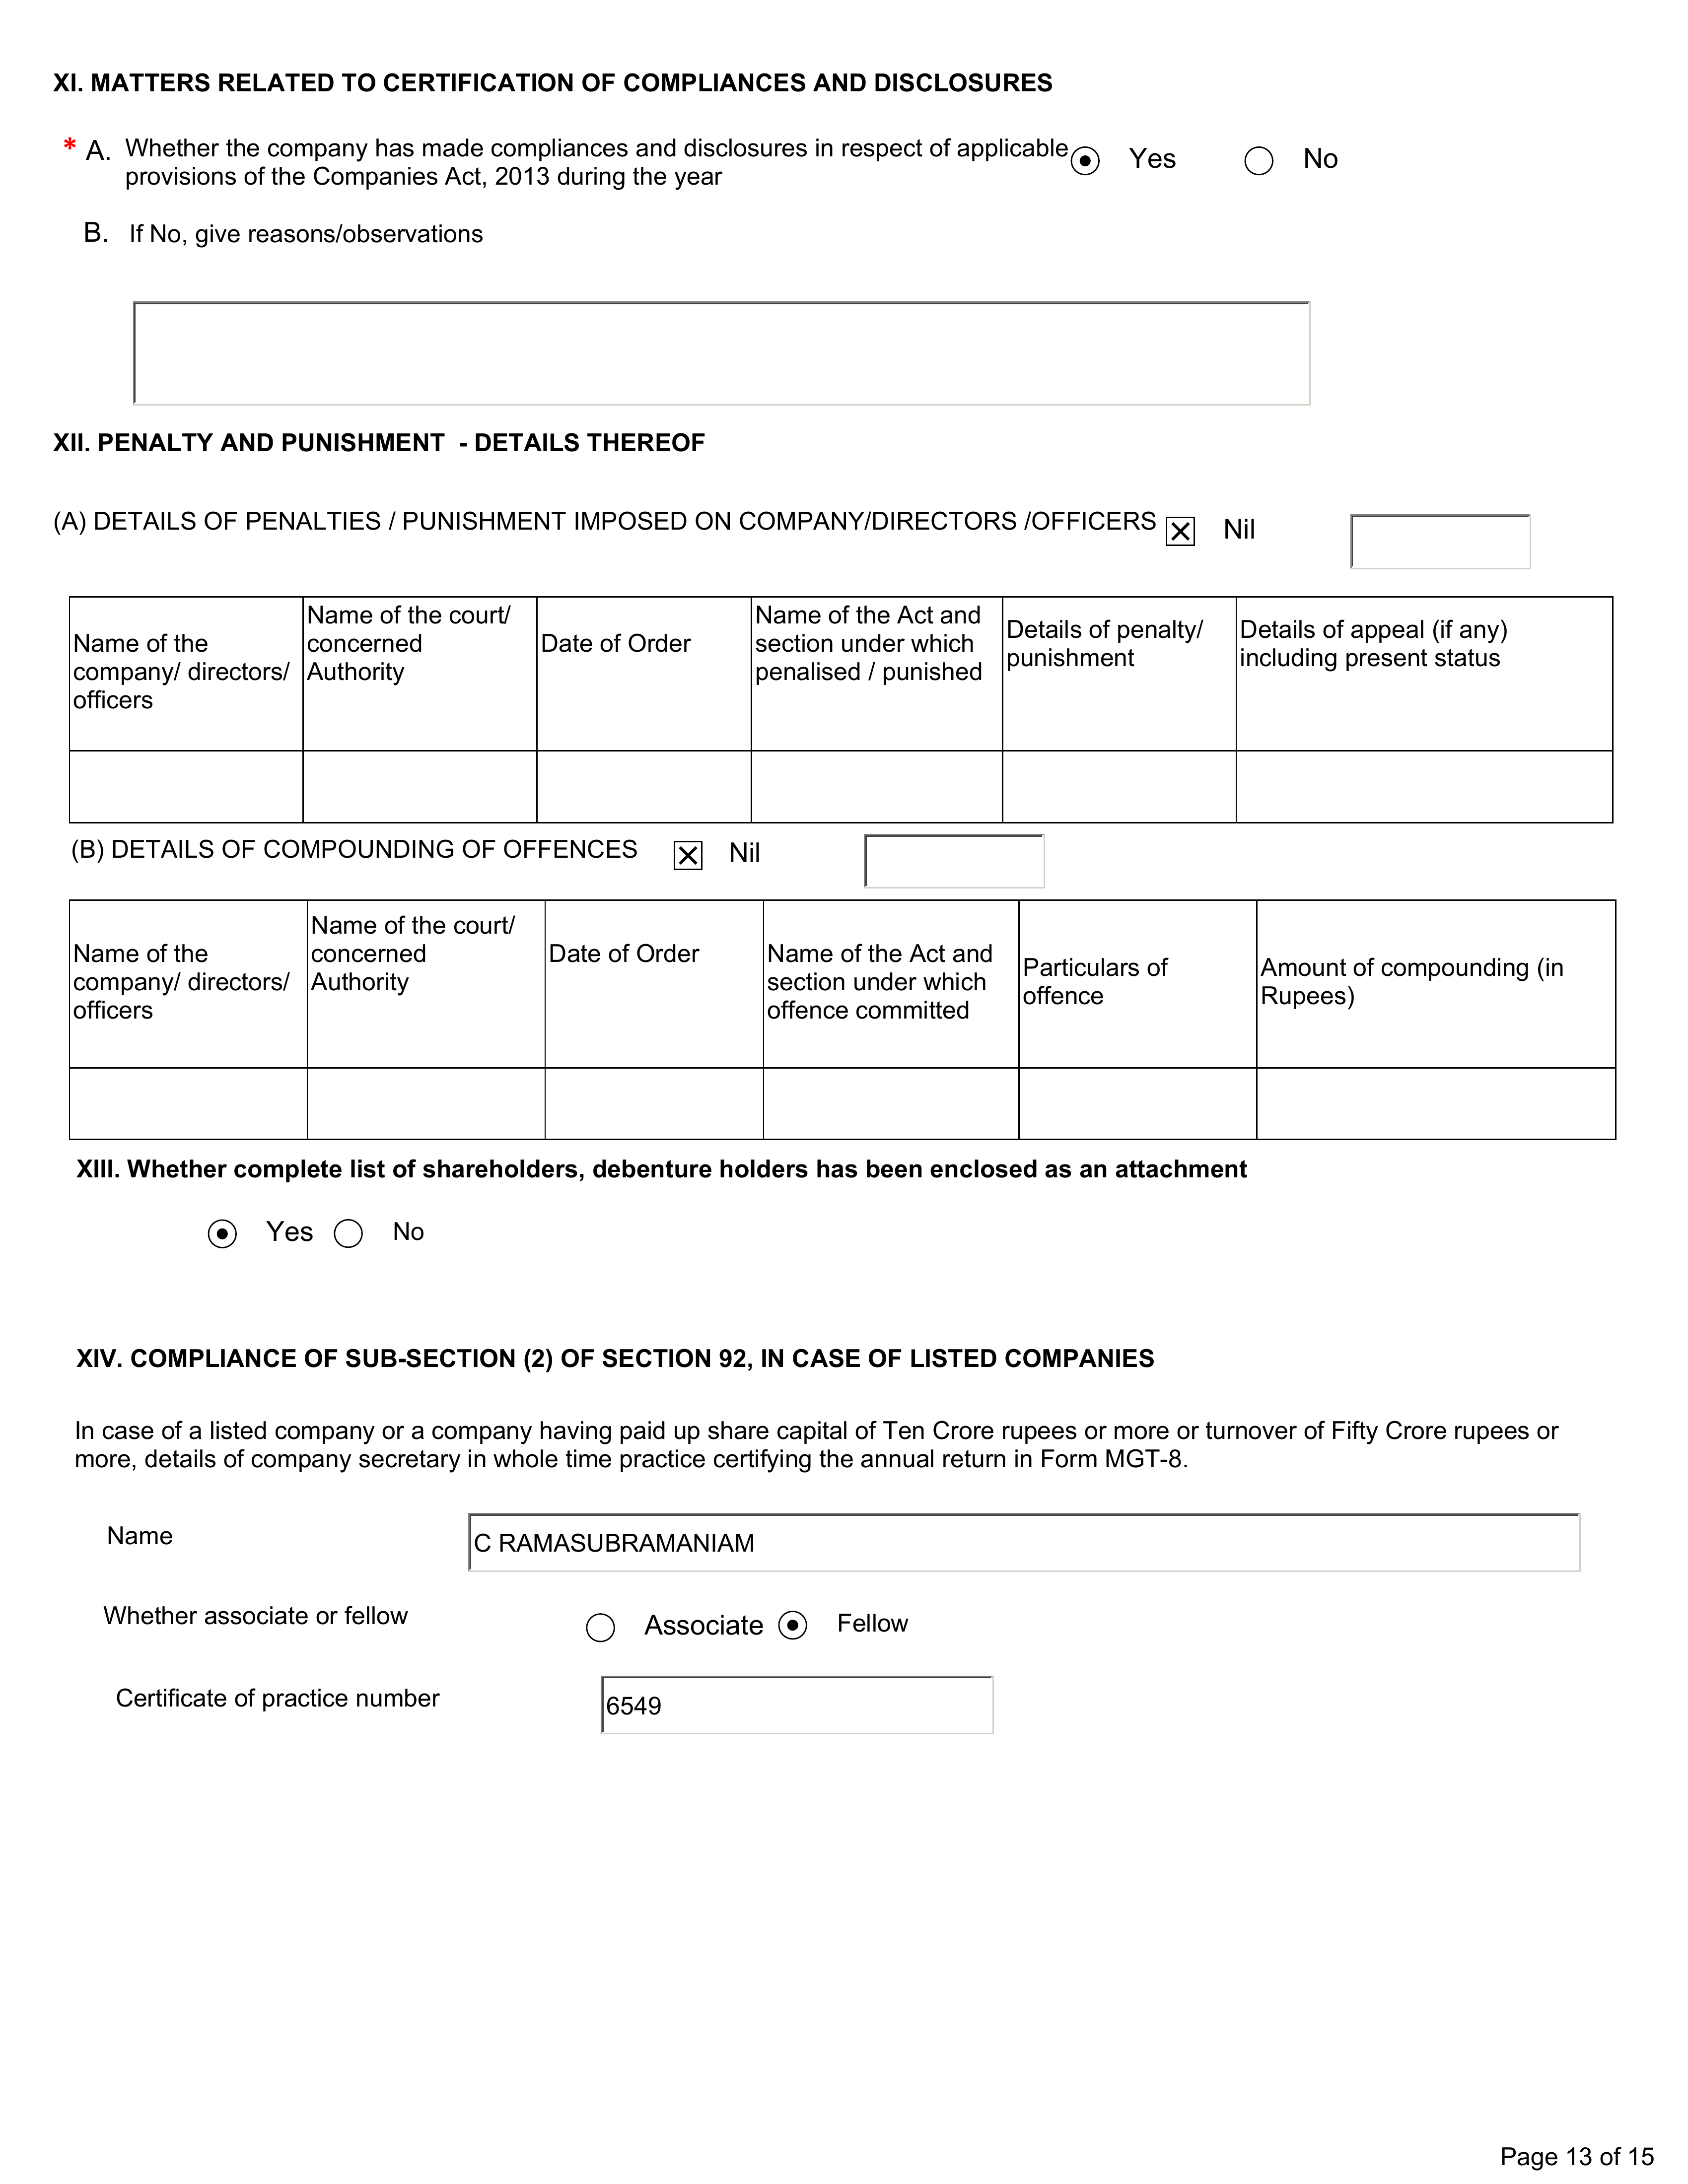 XI. MATTERS RELATED TO CERTIFICATION OF COMPLIANCES AND DISCLOSURES
* A. Whether the company has made compliances and disclosures in respect of applicable Yes No
provisions of the Companies Act, 2013 during the year
B. If No, give reasons/observations
XII. PENALTY AND PUNISHMENT - DETAILS THEREOF
(A) DETAILS OF PENALTIES / PUNISHMENT IMPOSED ON COMPANY/DIRECTORS /OFFICERS Nil
Name of the
company/ directors/
officers
Name of the court/
concerned
Authority
Date of Order
Name of the Act and
section under which
penalised / punished
Details of penalty/
punishment
Details of appeal (if any)
including present status
(B) DETAILS OF COMPOUNDING OF OFFENCES Nil
Name of the
company/ directors/
officers
Name of the court/
concerned
Authority
Date of Order
Name of the Act and
section under which
offence committed
Particulars of
offence
Amount of compounding (in
Rupees)
XIII. Whether complete list of shareholders, debenture holders has been enclosed as an attachment
Yes No
XIV. COMPLIANCE OF SUB-SECTION (2) OF SECTION 92, IN CASE OF LISTED COMPANIES
In case of a listed company or a company having paid up share capital of Ten Crore rupees or more or turnover of Fifty Crore rupees or
more, details of company secretary in whole time practice certifying the annual return in Form MGT-8.
Name C RAMASUBRAMANIAM
Whether associate or fellow Associate Fellow
Certificate of practice number 6549
Page 13 of 15